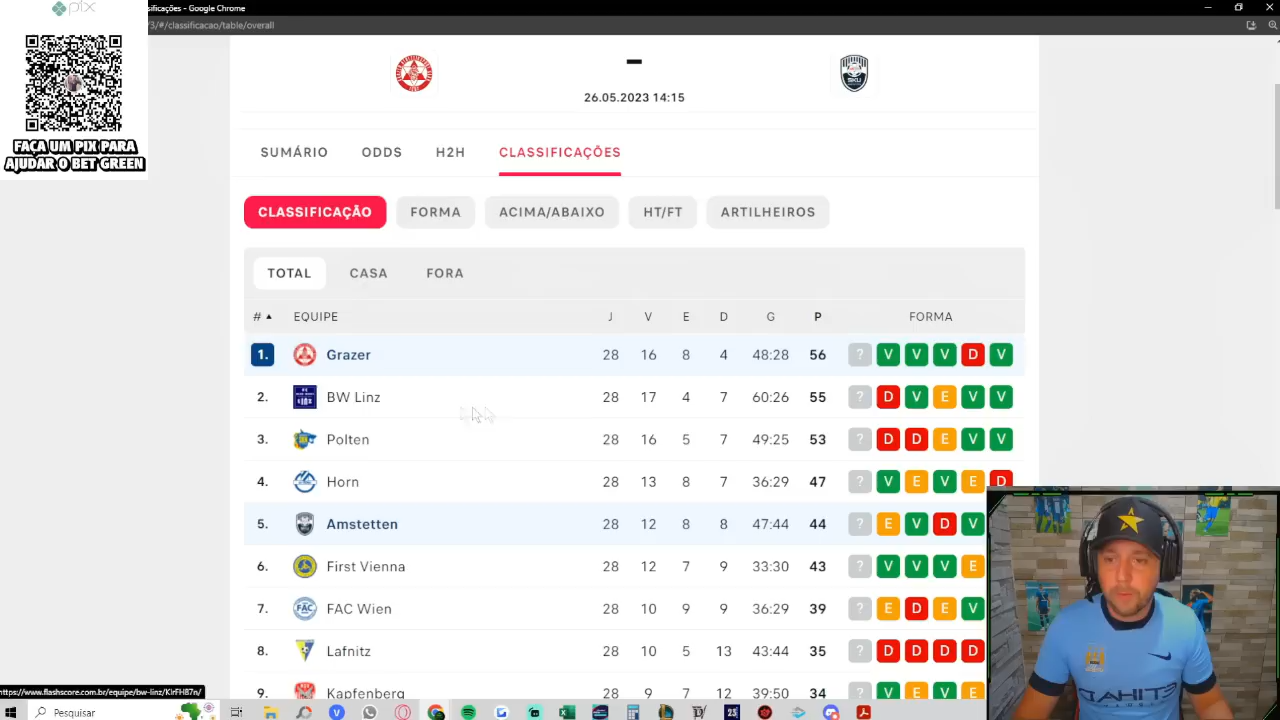 pix
sificações - Google Chrome
/3/#/classificacao/table/overall
FAÇA UM PIX PARA
AJUDAR O BET GREEN
-
SKU
26.05.2023 14:15
SUMÁRIO ODDS H2H CLASSIFICAÇÕES
CLASSIFICAÇÃO FORMA ACIMA/ABAIXO HT/FT ARTILHEIROS
TOTAL CASA FORA
# EQUIPE J V E D G P FORMA
1. Grazer 28 16 8 4 48:28 56 ? V V V D V
2. BW Linz 28 17 4 7 60:26 55 ? D V E V V
3. Polten 28 16 5 7 49:25 53 ? D D E V V
4. Horn 28 13 8 7 36:29 47 ? V E V E D
5. Amstetten 28 12 8 8 47:44 44 ? E V D V
6. First Vienna 28 12 7 9 33:30 43 ? V V V E
7. FAC Wien 28 10 9 9 36:29 39 ? E D E V
8. Lafnitz 28 10 5 13 43:44 35 ? D D D D
9. Kapfenberg 28 9 7 12 39:50 34 ? V E V E
https://www.flashscore.com.br/equipe/bw-linz/KIrFH87n/
Pesquisar